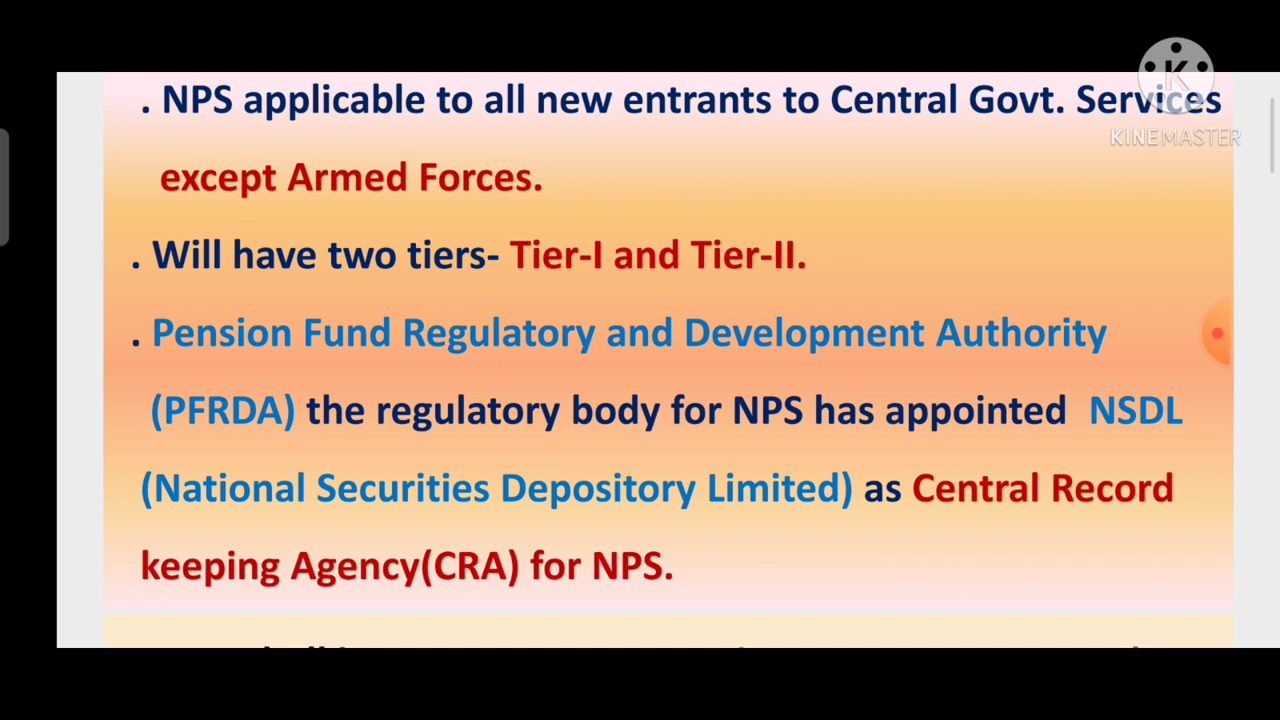 . NPS applicable to all new entrants to Central Govt. Services
except Armed Forces.
. Will have two tiers- Tier-I and Tier-II.
. Pension Fund Regulatory and Development Authority
(PFRDA) the regulatory body for NPS has appointed NSDL
(National Securities Depository Limited) as Central Record
keeping Agency(CRA) for NPS.
K
KINEMASTER